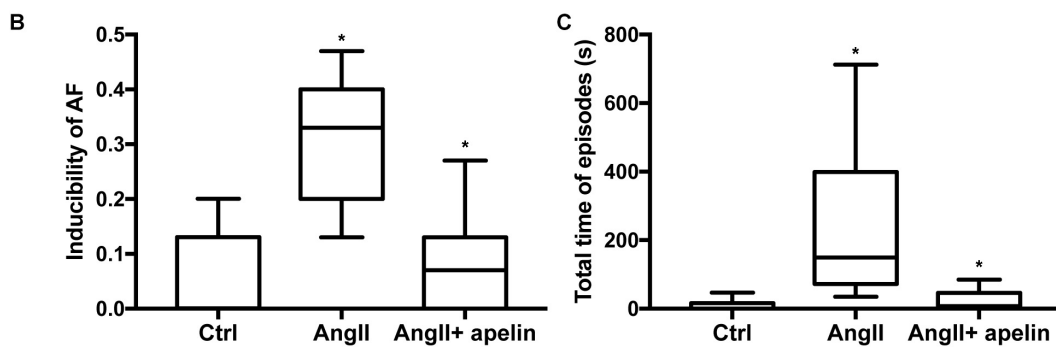 B
Inducibility of AF
0.5
0.4
0.3
0.2
0.1
0.0
*
*
Ctrl
AngII
AngII+ apelin
C
Total time of episodes (s)
800
600
400
200
0
*
*
Ctrl
AngII
AngII+ apelin